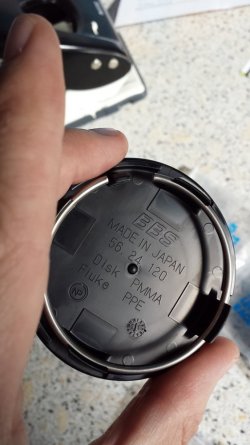 BBS
MADE IN JAPAN
56. 24. 120
Disk PMMA
Fluke PPE